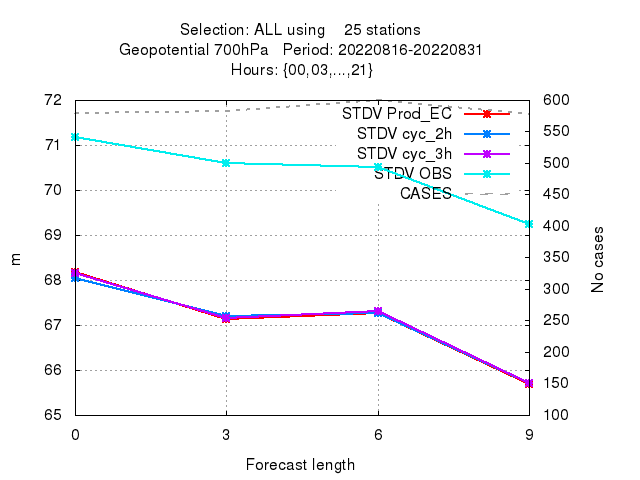 Selection: ALL using    25 stations
Geopotential 700hPa   Period: 20220816-20220831
Hours: {00,03,...,21}
72 600
STDV Prod_EC
550
STDV cyc_2h
71
STDV cyc_3h
500
STDV OBS
70 450
CASES
400
69
350
m
No cases
68 300
250
67
200
66 150
65 100
0 3 6 9
Forecast length